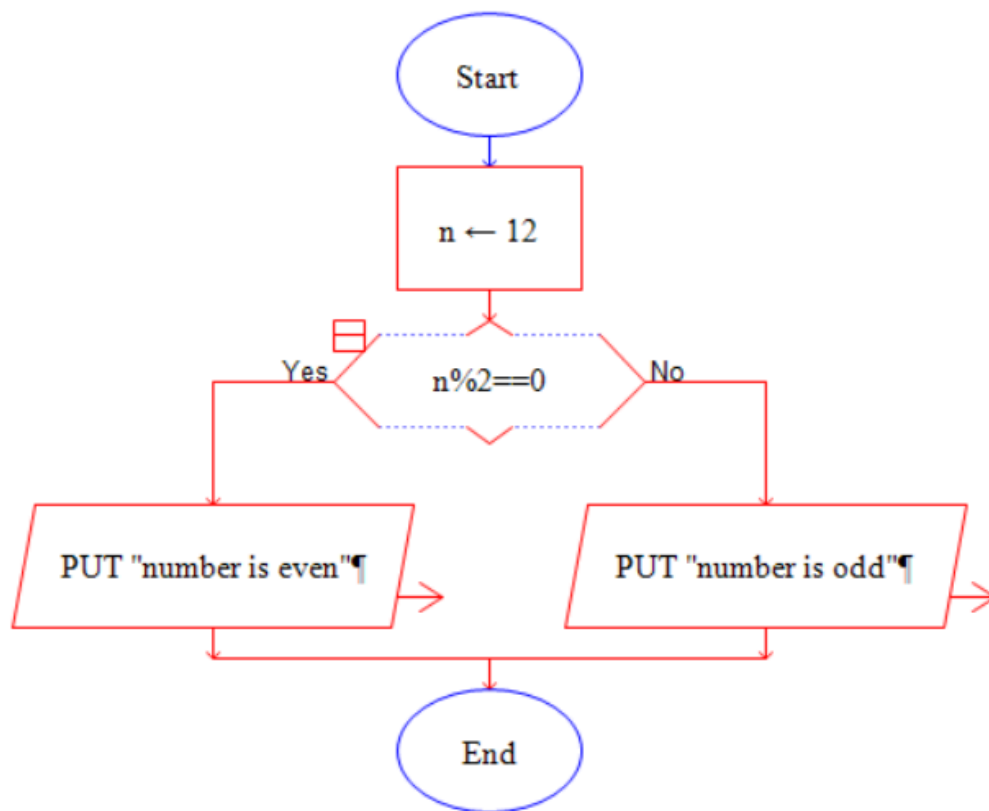 Start
n ← 12
Yes
n%2==0
No
PUT "number is even"¶
PUT "number is odd"¶
End